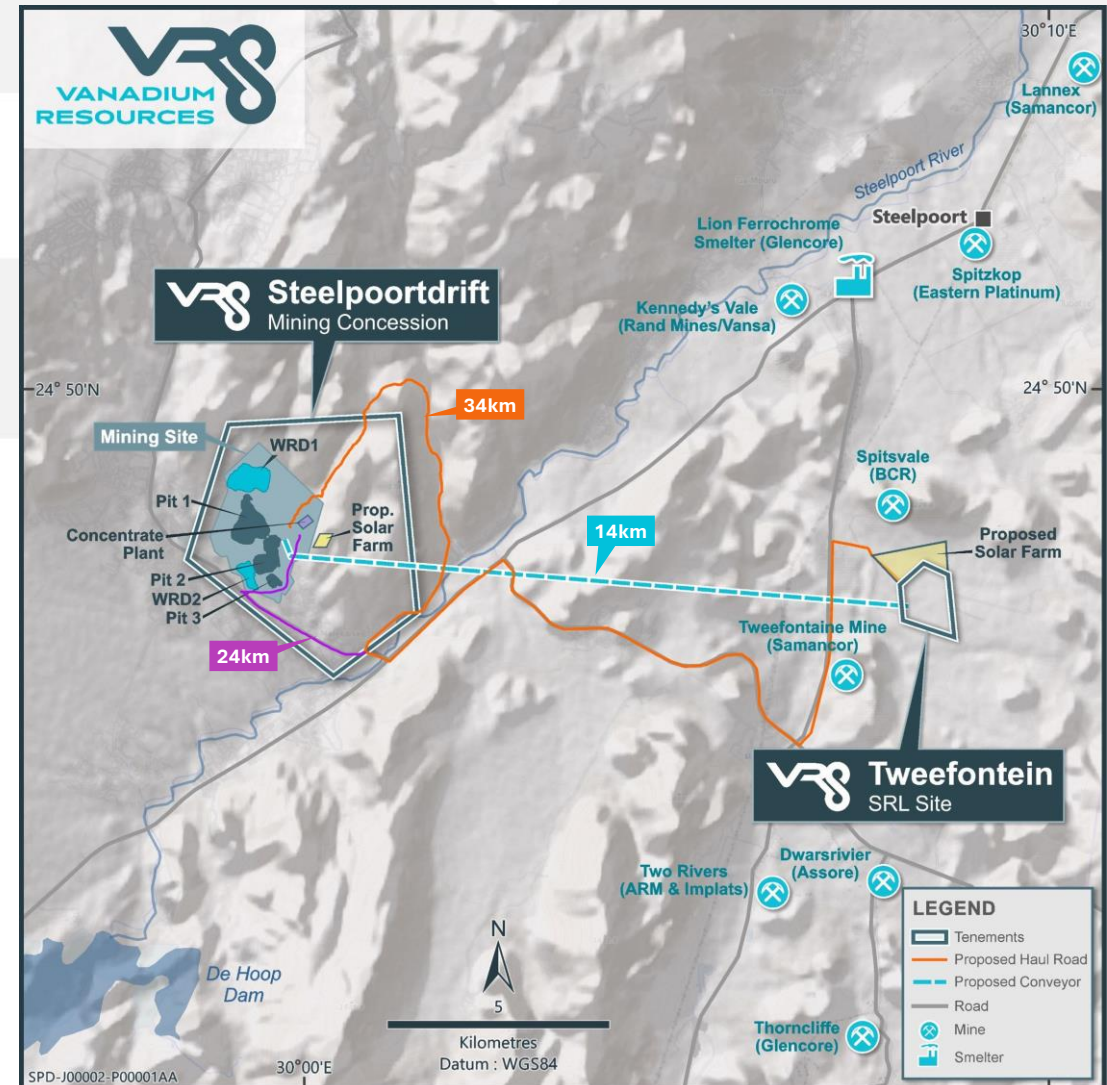 VR8
VANADIUM
RESOURCES
30°10'E
Lannex
(Samancor)
Steelpoort River
Steelpoort
Lion Ferrochrome
Smelter (Glencore)
Spitzkop
(Eastern Platinum)
Kennedy's Vale
(Rand Mines/Vansa)
VR8 Steelpoortdrift
Mining Concession
24° 50'N
24° 50'N
34km
Mining Site
WRD1
Pit 1
Prop.
Solar
Farm
Concentrate
Plant
Pit 2
WRD2
Pit 3
24km
14km
Spitsvale
(BCR)
Proposed
Solar Farm
Tweefontaine Mine
(Samancor)
VR8 Tweefontein
SRL Site
Two Rivers
(ARM & Implats)
Dwarsrivier
(Assore)
De Hoop
Dam
N
5
Kilometres
Datum : WGS84
Thorncliffe
(Glencore)
LEGEND
Tenements
Proposed Haul Road
Proposed Conveyor
Road
Mine
Smelter
SPD-J00002-P00001AA
30°00'E